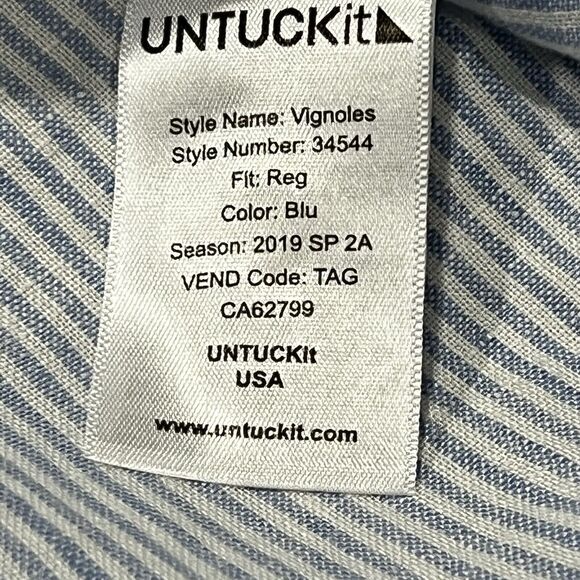 UNTUCKit
Style Name: Vignoles
Style Number: 34544
Fit: Reg
Color: Blu
Season: 2019 SP 2A
VEND Code: TAG
CA62799
UNTUCKit
USA
www.untuckit.com